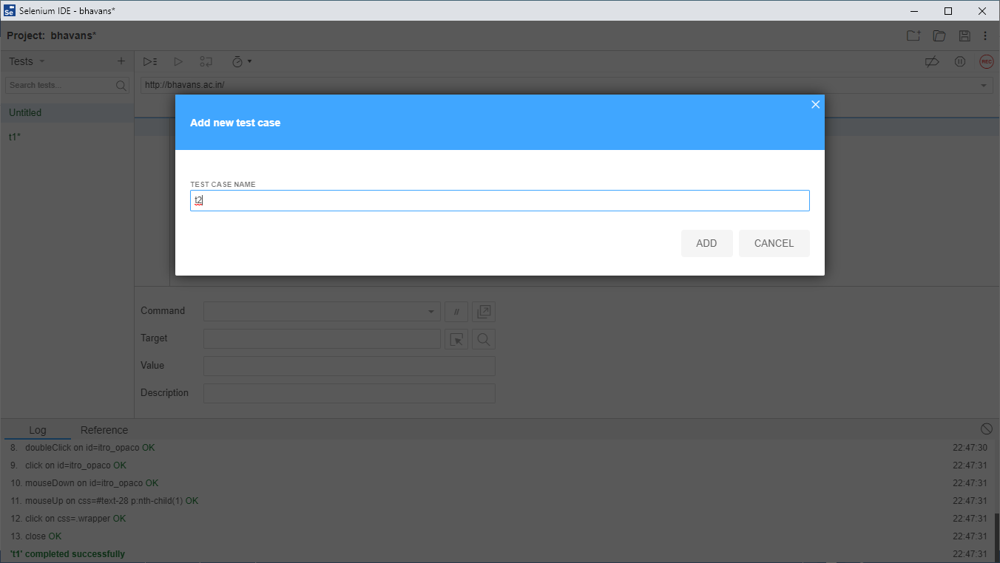 Selenium IDE - bhavans*
Project: bhavans*
Tests
REC
Search tests...
http://bhavans.ac.in/
Untitled
t1*
Add new test case
TEST CASE NAME
t2
ADD
CANCEL
Command
//
Target
Value
Description
Log
Reference
8. doubleClick on id=itro_opaco OK 22:47:30
9. click on id=itro_opaco OK 22:47:31
10. mouseDown on id=itro_opaco OK 22:47:31
11. mouseUp on css=#text-28 p:nth-child(1) OK 22:47:31
12. click on css=.wrapper OK 22:47:31
13. close OK 22:47:31
't1' completed successfully 22:47:31